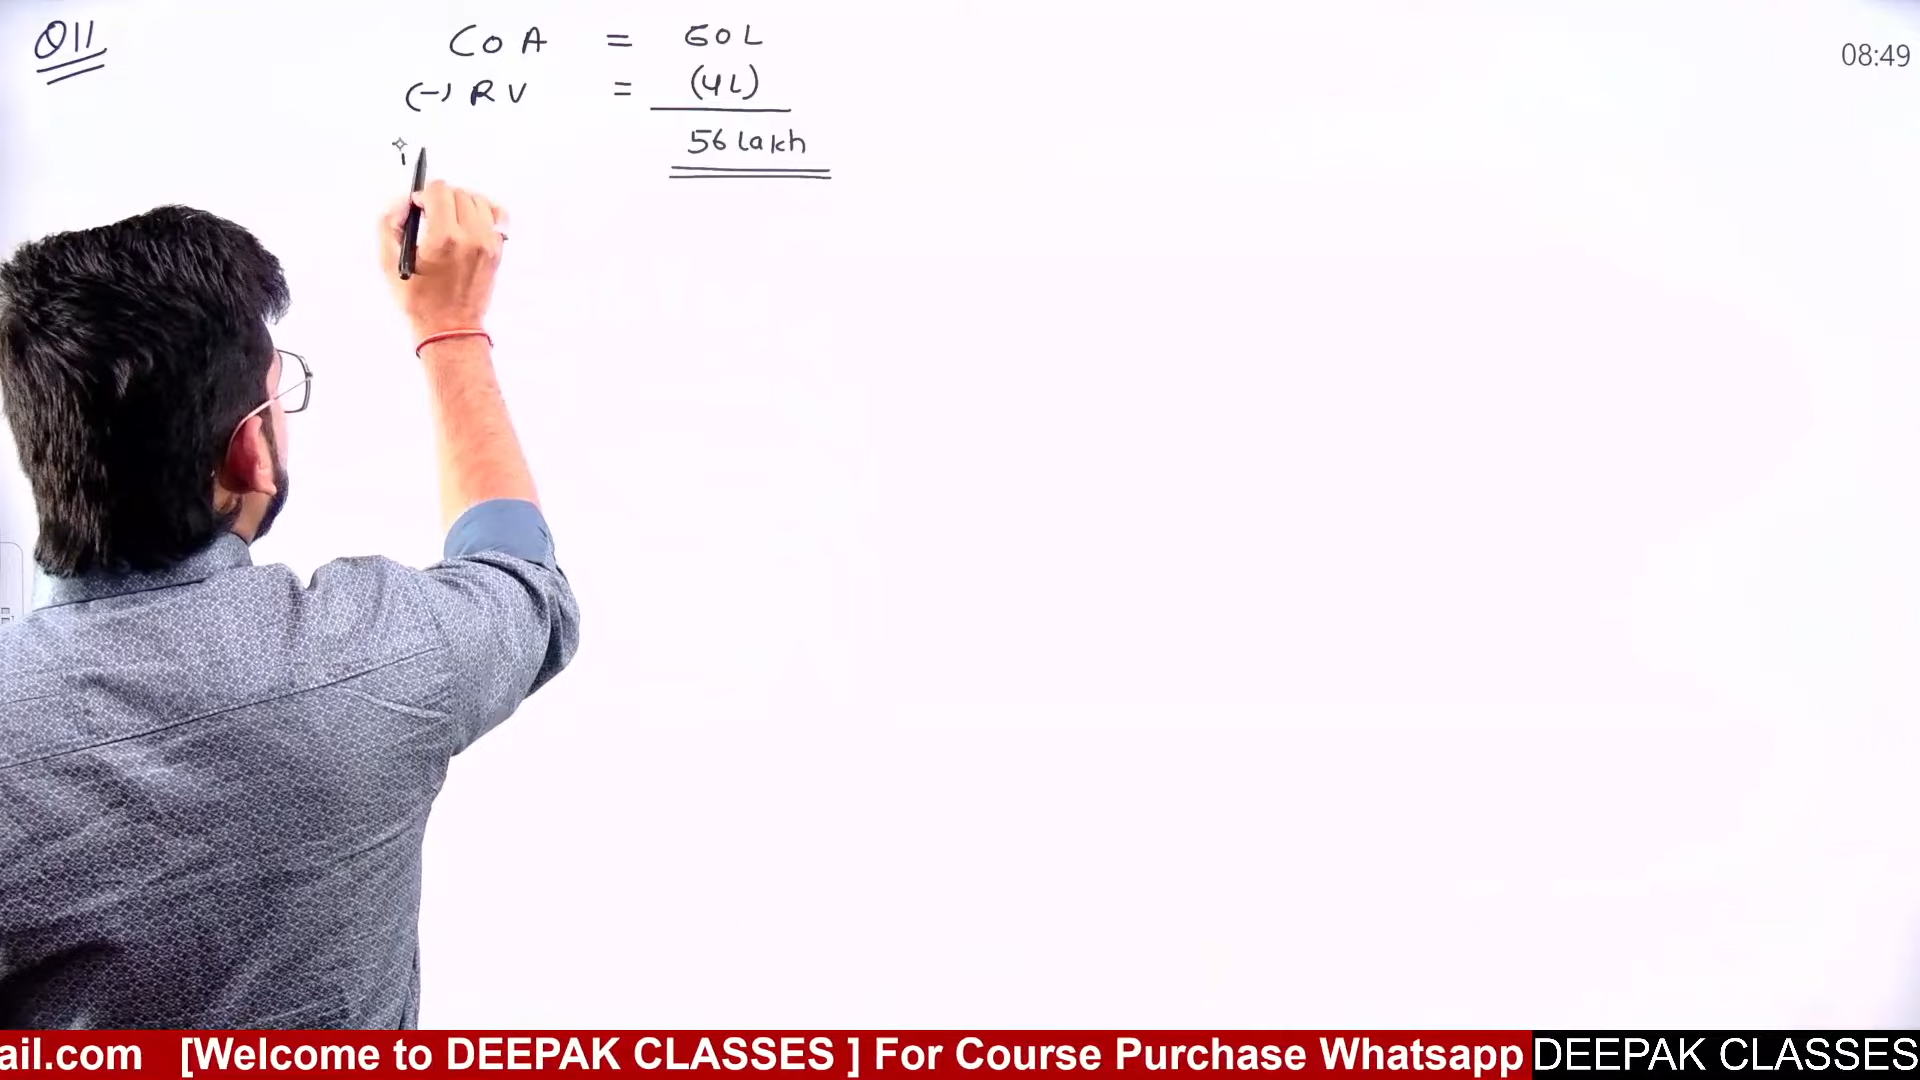 Q11
08:49
COA = 60L
(-) RV = (4L)
56 lakh
ail.com [Welcome to DEEPAK CLASSES ] For Course Purchase Whatsapp
DEEPAK CLASSES